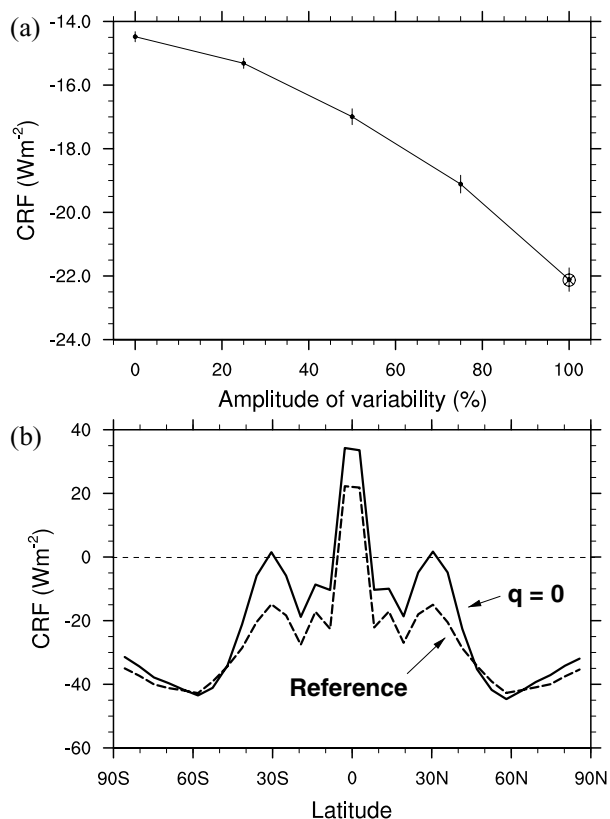 (a)
-14.0
-16.0
-18.0
-20.0
-22.0
-24.0
CRF (Wm-2)
0 20 40 60 80 100
Amplitude of variability (%)
(b)
40
20
0
-20
-40
-60
CRF (Wm-2)
q = 0
Reference
90S 60S 30S 0 30N 60N 90N
Latitude